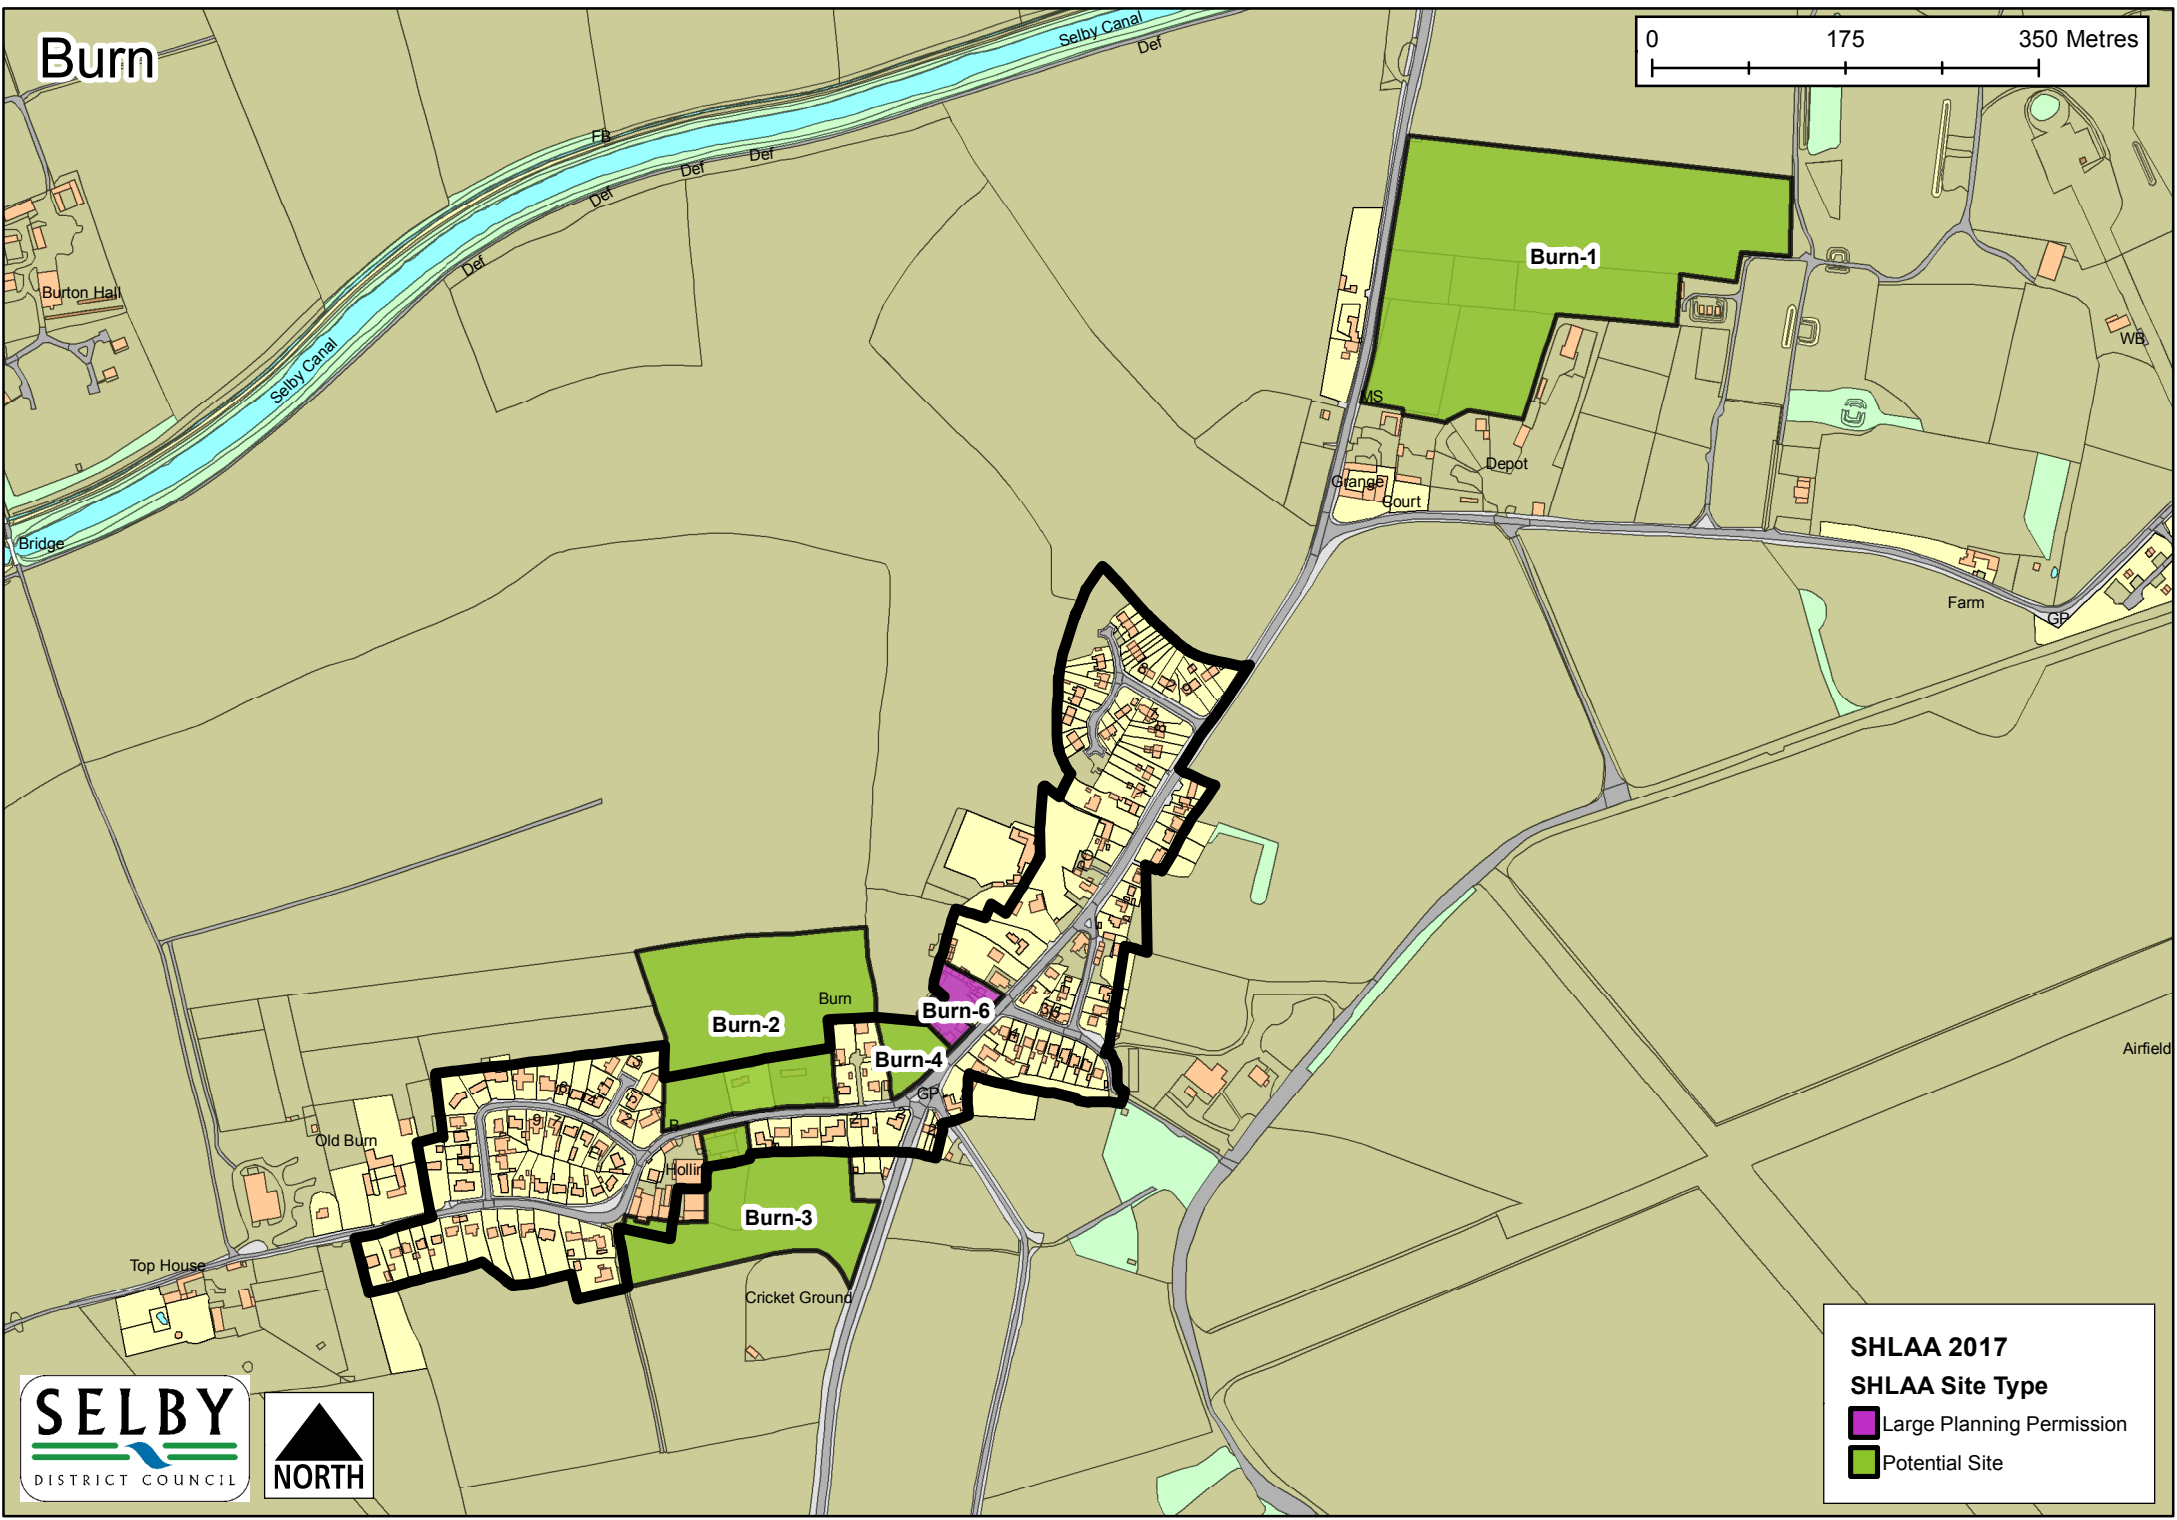 Burn
0 175 350 Metres
Selby Canal
Def
FB
Def
Def
Def
Def
Burn-1
Burton Hall
WB
Selby Canal
MS
Depot
Grange
Court
Bridge
Farm
GP
PO
Burn
Burn-6
Burn-2
Burn-4
Airfield
GP
Old Burn
Hollin
Burn-3
Top House
Cricket Ground
SHLAA 2017
SHLAA Site Type
Large Planning Permission
Potential Site
SELBY
DISTRICT COUNCIL
NORTH